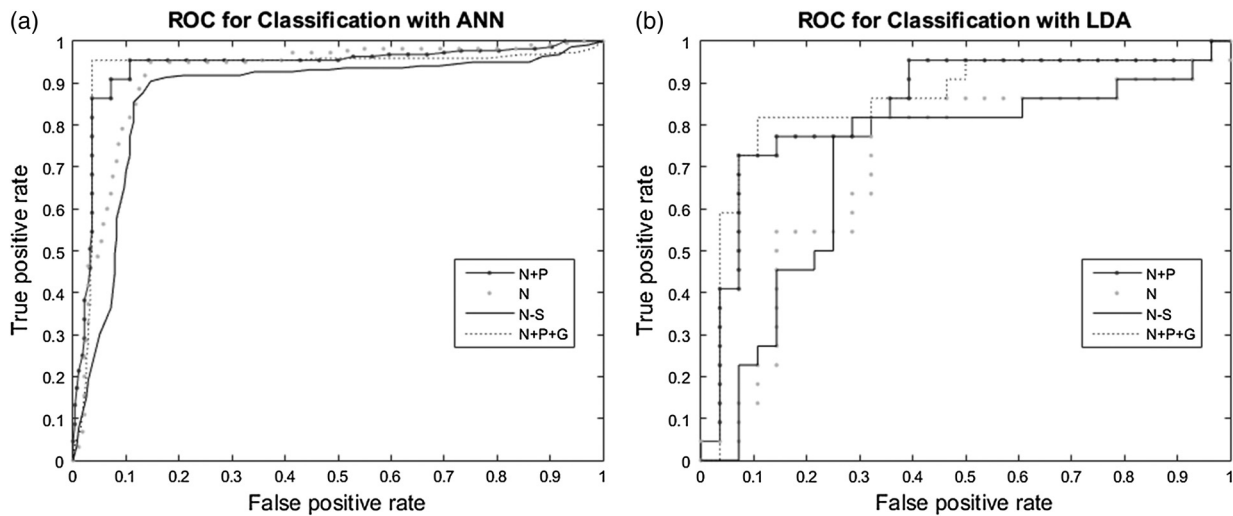 (a)
ROC for Classification with ANN
1
0.9
0.8
0.7
0.6
0.5
0.4
0.3
0.2
0.1
0
True positive rate
N+P
N
N-S
N+P+G
0 0.1 0.2 0.3 0.4 0.5 0.6 0.7 0.8 0.9 1
False positive rate
(b)
ROC for Classification with LDA
1
0.9
0.8
0.7
0.6
0.5
0.4
0.3
0.2
0.1
0
True positive rate
N+P
N
N-S
N+P+G
0 0.1 0.2 0.3 0.4 0.5 0.6 0.7 0.8 0.9 1
False positive rate